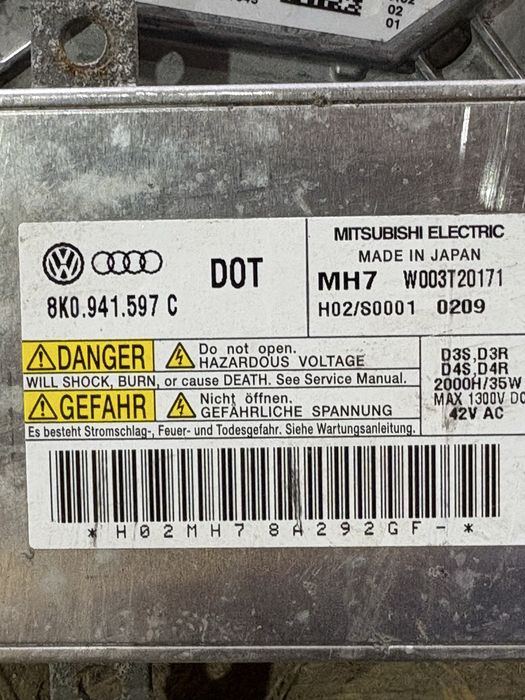 02
01
MITSUBISHI ELECTRIC
MADE IN JAPAN
MH7 W003T20171
H02/S0001 0209
DOT
8K0.941.597 C
DANGER
Do not open.
HAZARDOUS VOLTAGE
WILL SHOCK, BURN, or cause DEATH. See Service Manual.
GEFAHR
Nicht öffnen.
GEFÄHRLICHE SPANNUNG
Es besteht Stromschlag-, Feuer- und Todesgefahr. Siehe Wartungsanleitung.
D3S,D3R
D4S,D4R
2000H/35W
MAX 1300V DC
42V AC
*H02MH78A292GF-*